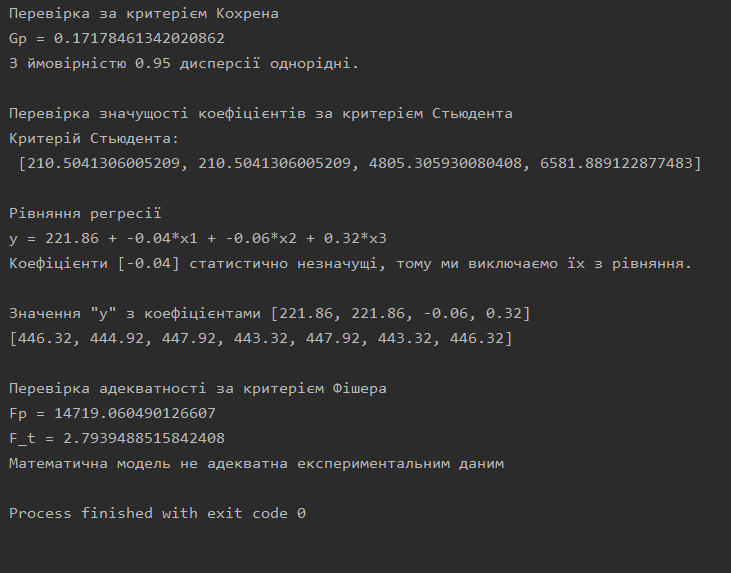 Перевірка за критерієм Кохрена
Gp = 0.17178461342020862
З ймовірністю 0.95 дисперсії однорідні.
Перевірка значущості коефіцієнтів за критерієм Стьюдента
Критерій Стьюдента:
[210.5041306005209, 210.5041306005209, 4805.305930080408, 6581.889122877483]
Рівняння регресії
y = 221.86 + -0.04*x1 + -0.06*x2 + 0.32*x3
Коефіцієнти [-0.04] статистично незначущі, тому ми виключаємо їх з рівняння.
Значення "y" з коефіцієнтами [221.86, 221.86, -0.06, 0.32]
[446.32, 444.92, 447.92, 443.32, 447.92, 443.32, 446.32]
Перевірка адекватності за критерієм Фішера
Fp = 14719.060490126607
F_t = 2.7939488515842408
Математична модель не адекватна експериментальним даним
Process finished with exit code 0